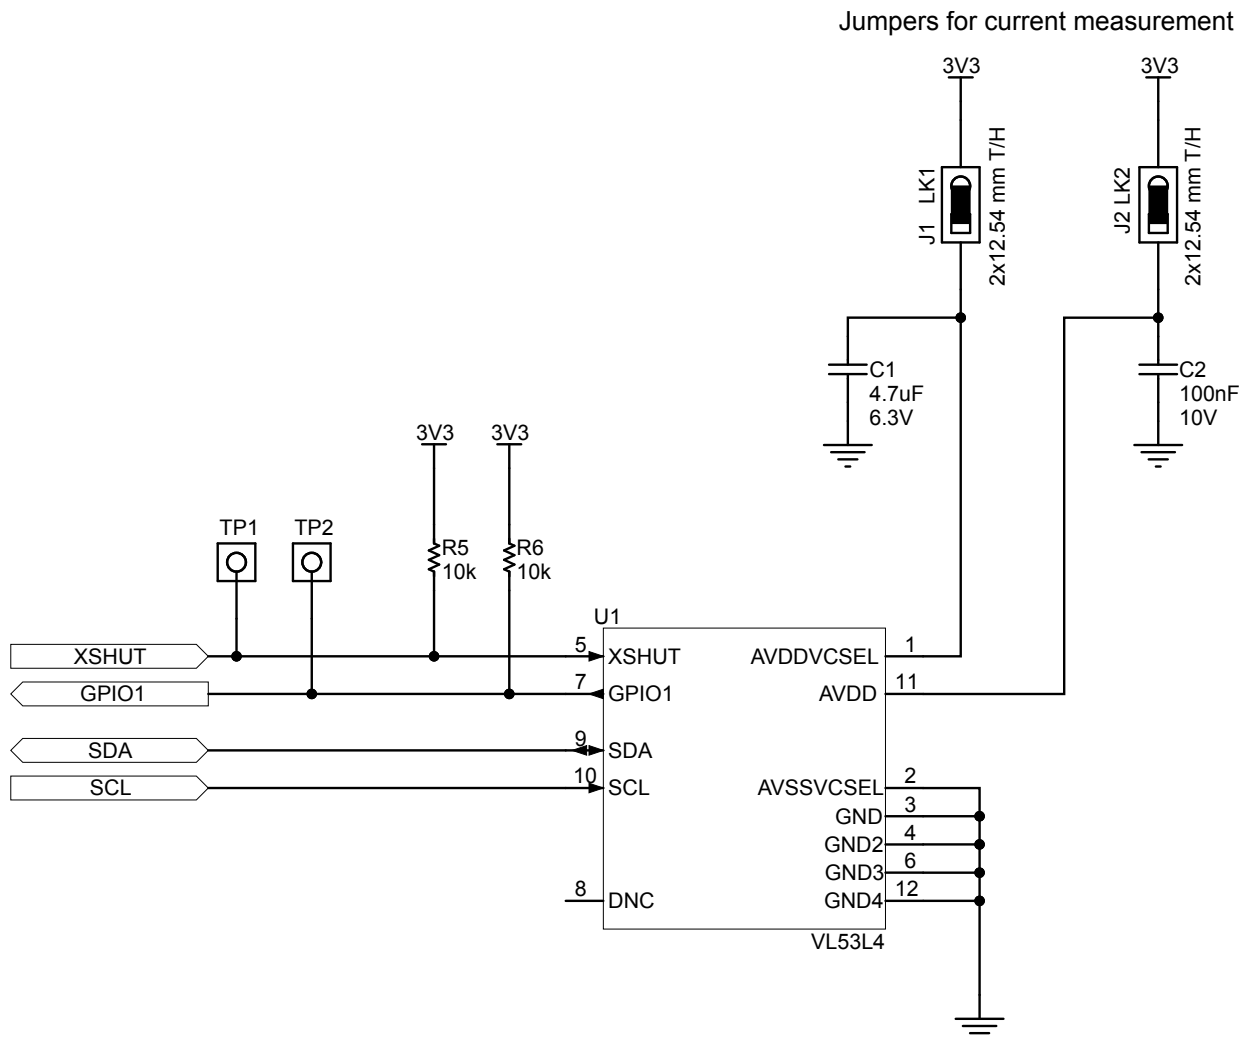 Jumpers for current measurement
3V3 3V3
J1 LK1
2x12.54 mm T/H
J2 LK2
2x12.54 mm T/H
C1
4.7uF
6.3V
C2
100nF
10V
3V3 3V3
TP1 TP2
R5
10k
R6
10k
U1
XSHUT 5 XSHUT AVDDVCSEL 1
GPIO1 7 GPIO1 AVDD 11
SDA 9 SDA
SCL 10 SCL AVSSVCSEL 2
GND 3
GND2 4
GND3 6
8 DNC GND4 12
VL53L4